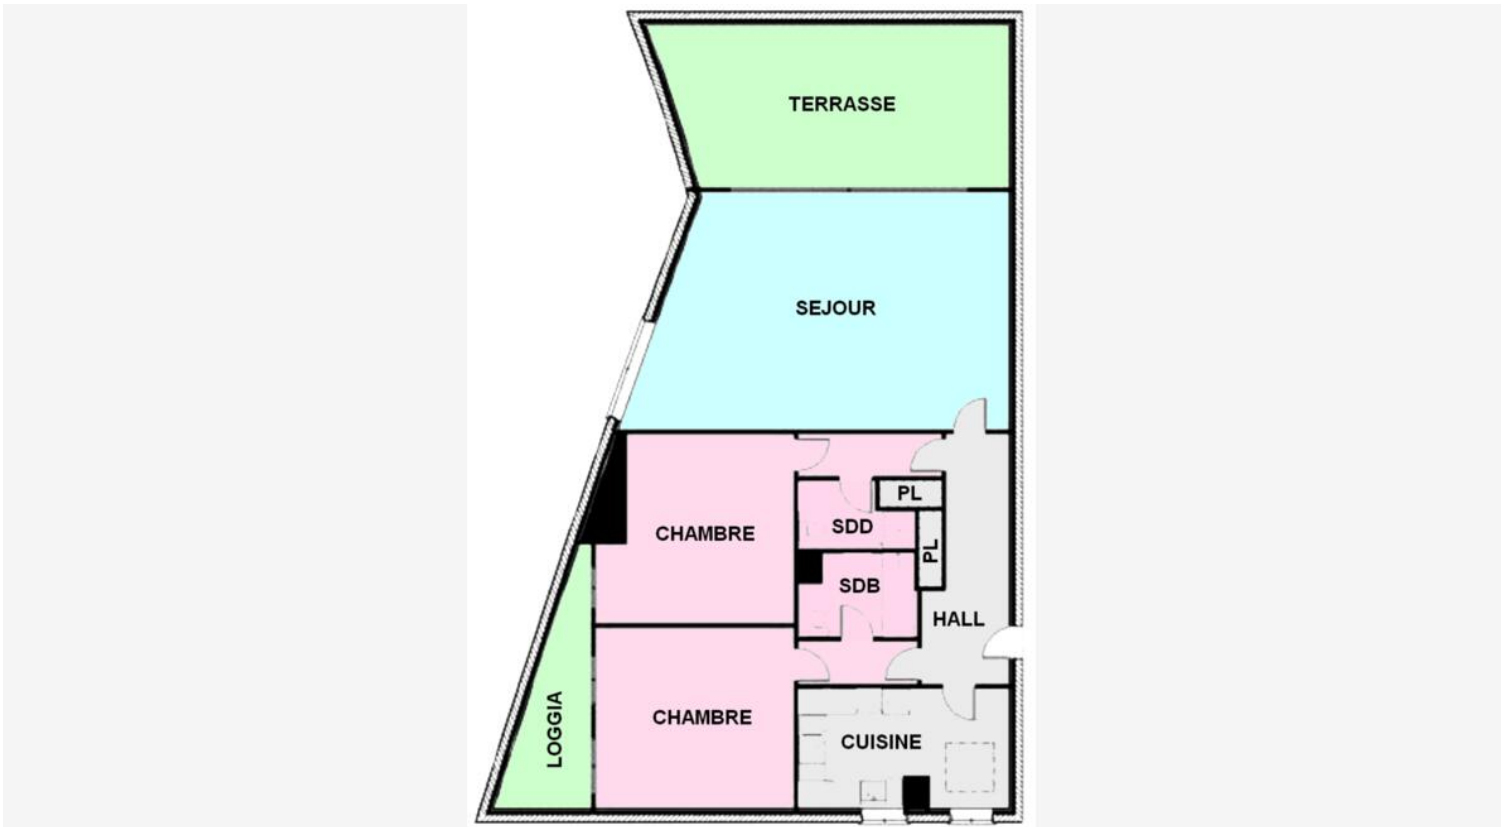 TERRASSE
SEJOUR
PL
CHAMBRE
SDD
PL
SDB
HALL
LOGGIA
CHAMBRE
CUISINE